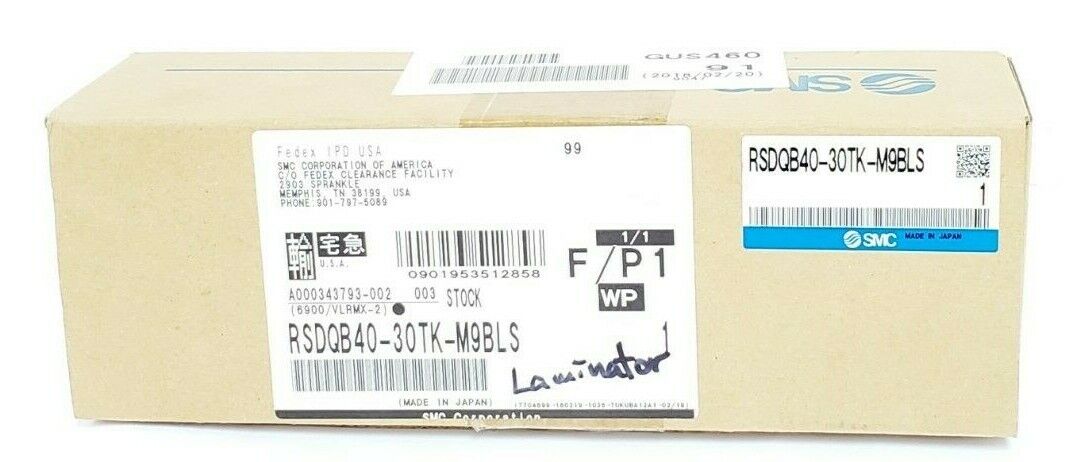 GUS460
91
(2018/02/20)
SMC
Fedex IPD USA
99
SMC CORPORATION OF AMERICA
C/O FEDEX CLEARANCE FACILITY
2903 SPRANKLE
MEMPHIS, TN 38199, USA
PHONE:901-797-5089
輸 宅急
U.S.A.
0901953512858
F/P1
1/1
WP
A000343793-002 003 STOCK
(6900/VLRMX-2)
RSDQB40-30TK-M9BLS
1
Laminator
(MADE IN JAPAN)
SMC Corporation
RSDQB40-30TK-M9BLS
1
SMC MADE IN JAPAN